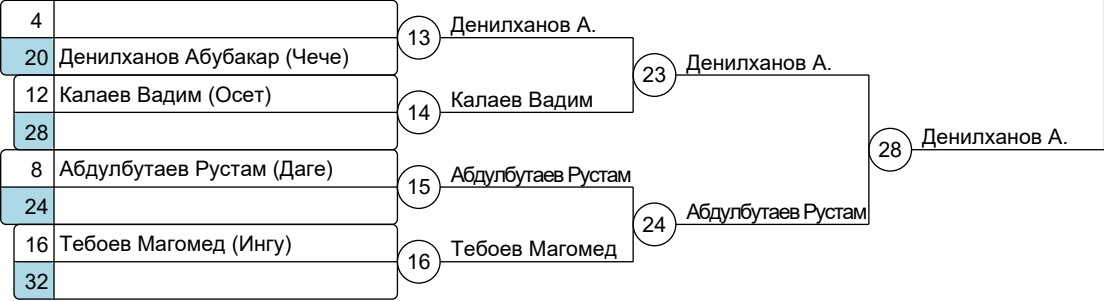 4
20 Денилханов Абубакар (Чече)
12 Калаев Вадим (Осет)
28
8 Абдулбутаев Рустам (Даге)
24
16 Тебоев Магомед (Ингу)
32
13 Денилханов А.
14 Калаев Вадим
15 Абдулбутаев Рустам
16 Тебоев Магомед
23 Денилханов А.
24 Абдулбутаев Рустам
28 Денилханов А.